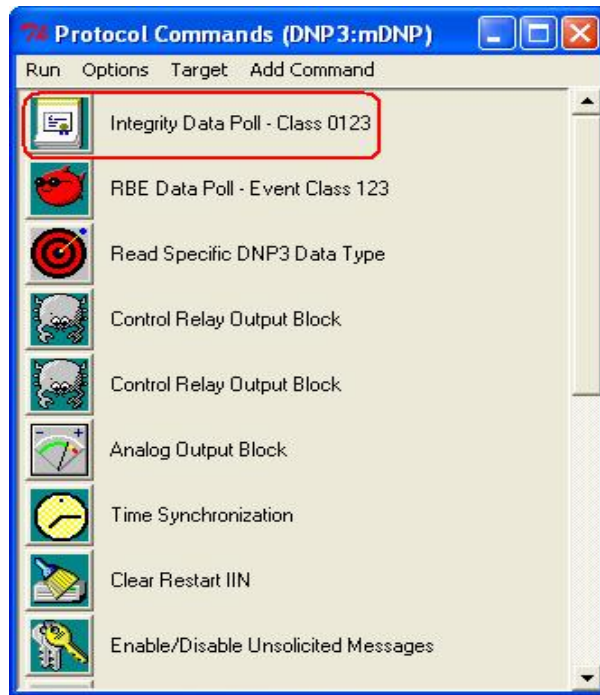 Protocol Commands (DNP3:mDNP)
Run Options Target Add Command
Integrity Data Poll - Class 0123
RBE Data Poll - Event Class 123
Read Specific DNP3 Data Type
Control Relay Output Block
Control Relay Output Block
Analog Output Block
Time Synchronization
Clear Restart IIN
Enable/Disable Unsolicited Messages